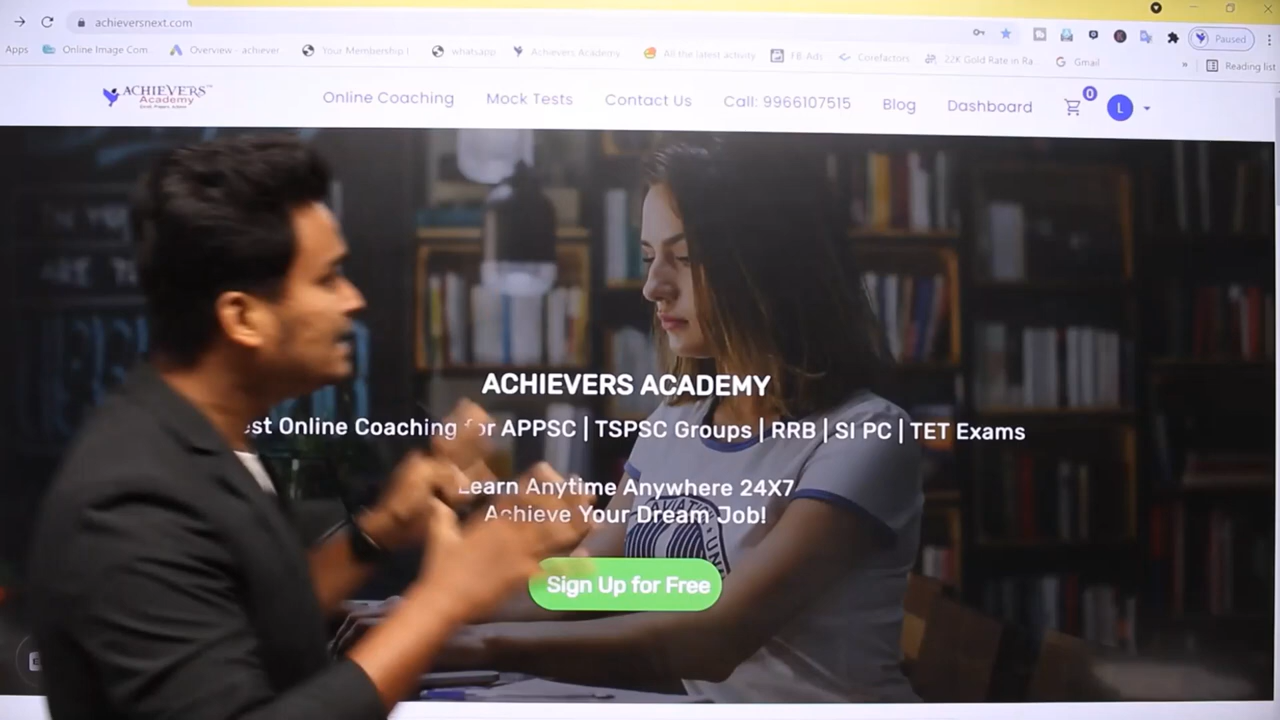 achieversnext.com
Paused
Apps
Online Image Com.
Overview - achiever.
Your Membership I
whatsapp
Achievers Academy
All the latest activity
FB-Ads
Corefactors
22K Gold Rate in Ra...
Gmail
»
Reading list
ACHIEVERS™
Academy
Online Coaching
Mock Tests
Contact Us
Call: 9966107515
Blog
Dashboard
0
L
ACHIEVERS ACADEMY
est Online Coaching for APPSC | TSPSC Groups | RRB | SI PC | TET Exams
Learn Anytime Anywhere 24X7
Achieve Your Dream Job!
Sign Up for Free